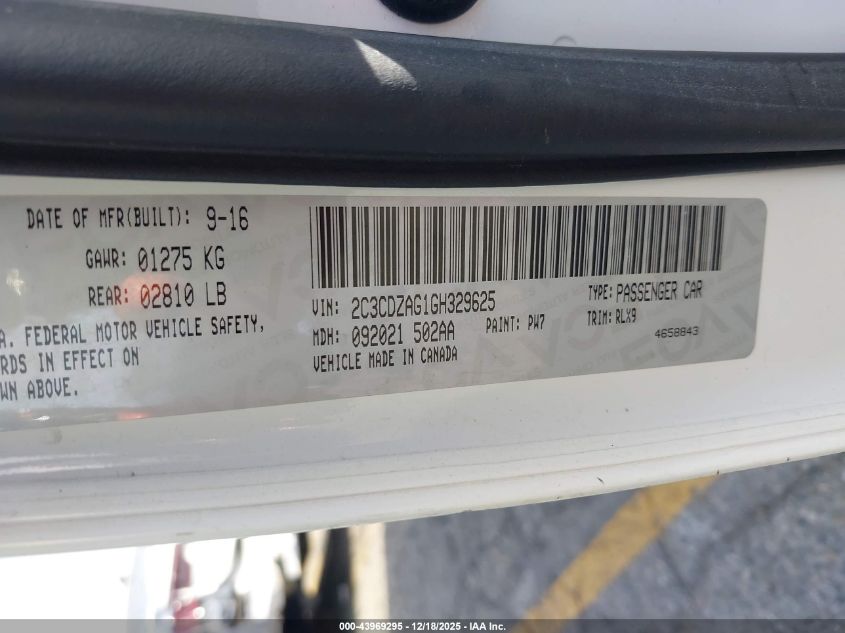 DATE OF MFR(BUILT): 9-16
GAWR: 01275 KG
REAR: 02810 LB
A. FEDERAL MOTOR VEHICLE SAFETY,
RDS IN EFFECT ON
WN ABOVE.
VIN: 2C3CDZAG1GH329625
TYPE: PASSENGER CAR
MDH: 092021 502AA
PAINT: PW7
TRIM: RLX9
VEHICLE MADE IN CANADA
4658843
000-43969295 - 12/18/2025 - IAA Inc.